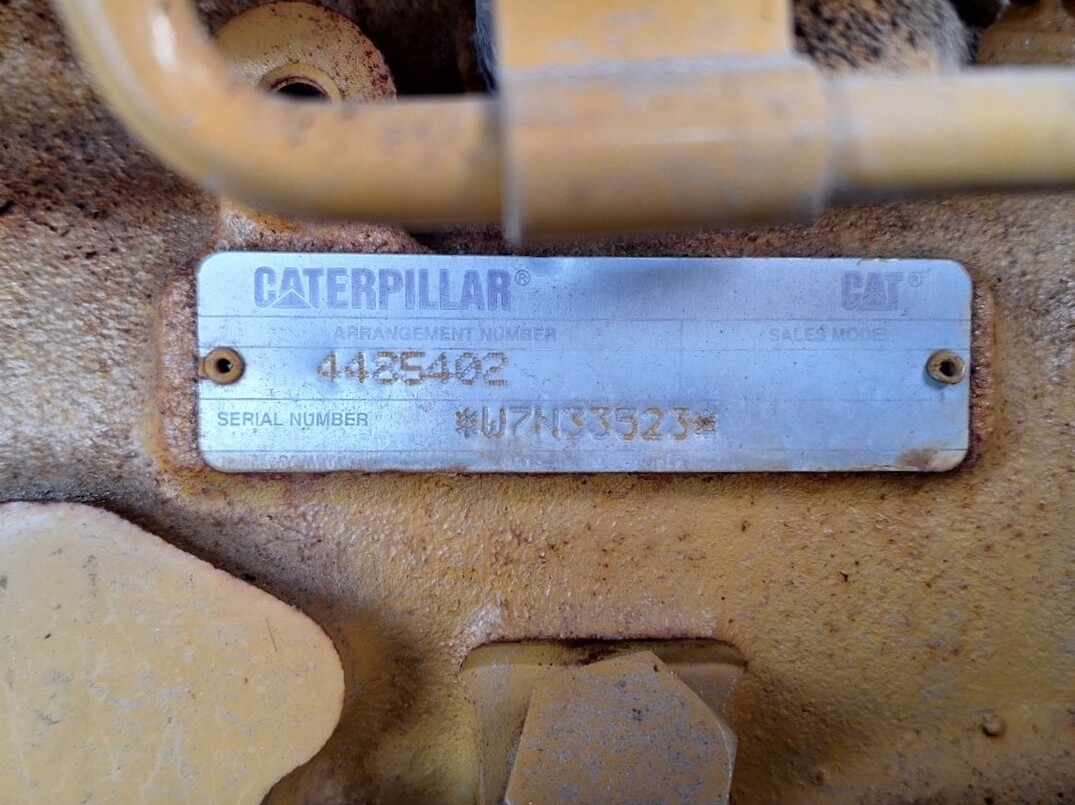 CATERPILLAR® CAT®
ARRANGEMENT NUMBER SALES MODEL
4425402
SERIAL NUMBER *W7N33523*